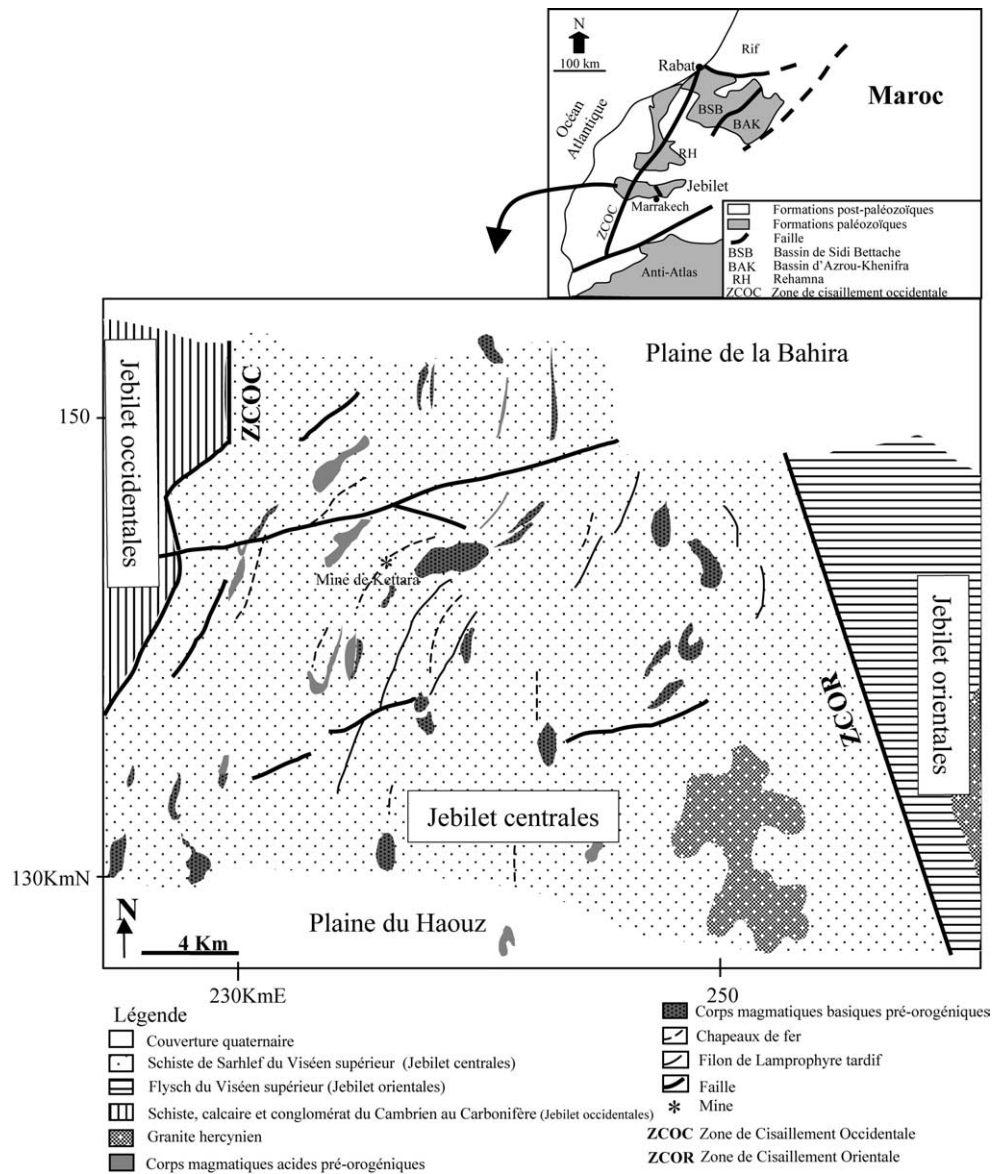 N
100 km
Rif
Rabat
Maroc
Océan
Atlantique
BSB
BAK
RH
Jebilet
Marrakech
ZCOC
Anti-Atlas
Formations post-paléozoïques
Formations paléozoïques
Faille
BSB Bassin de Sidi Bettache
BAK Bassin d'Azrou-Khenifra
RH Rehamna
ZCOC Zone de cisaillement occidentale
Plaine de la Bahira
Jebilet occidentales
ZCOC
150
Mine de Kettara
Jebilet orientales
ZCOR
Jebilet centrales
130KmN
N
4 Km
Plaine du Haouz
230KmE
250
Légende
Couverture quaternaire
Schiste de Sarhlef du Viséen supérieur (Jebilet centrales)
Flysch du Viséen supérieur (Jebilet orientales)
Schiste, calcaire et conglomérat du Cambrien au Carbonifère (Jebilet occidentales)
Granite hercynien
Corps magmatiques acides pré-orogéniques
Corps magmatiques basiques pré-orogéniques
Chapeaux de fer
Filon de Lamprophyre tardif
Faille
Mine
ZCOC Zone de Cisaillement Occidentale
ZCOR Zone de Cisaillement Orientale